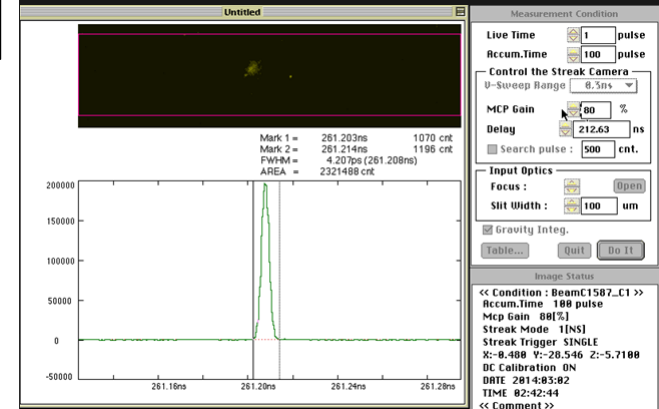 Untitled
Mark 1 = 261.203ns 1070 cnt
Mark 2 = 261.214ns 1196 cnt
FWHM = 4.207ps (261.208ns)
AREA = 2321488 cnt
200000
150000
100000
50000
0
-50000
261.16ns 261.20ns 261.24ns 261.28ns
Measurement Condition
Live Time 1 pulse
Accum.Time 100 pulse
Control the Streak Camera
V-Sweep Range 0.3ns
MCP Gain 80 %
Delay 212.63 ns
Search pulse : 500 cnt.
Input Optics
Focus : Open
Slit Width : 100 um
Gravity Integ.
Table... Quit Do It
Image Status
<< Condition : BeamC1587_C1 >>
Accum.Time 100 pulse
Mcp Gain 80[%]
Streak Mode 1[NS]
Streak Trigger SINGLE
X:-0.480 Y:-28.546 Z:-5.7100
DC Calibration ON
DATE 2014:03:02
TIME 02:42:44
<< Comment >>